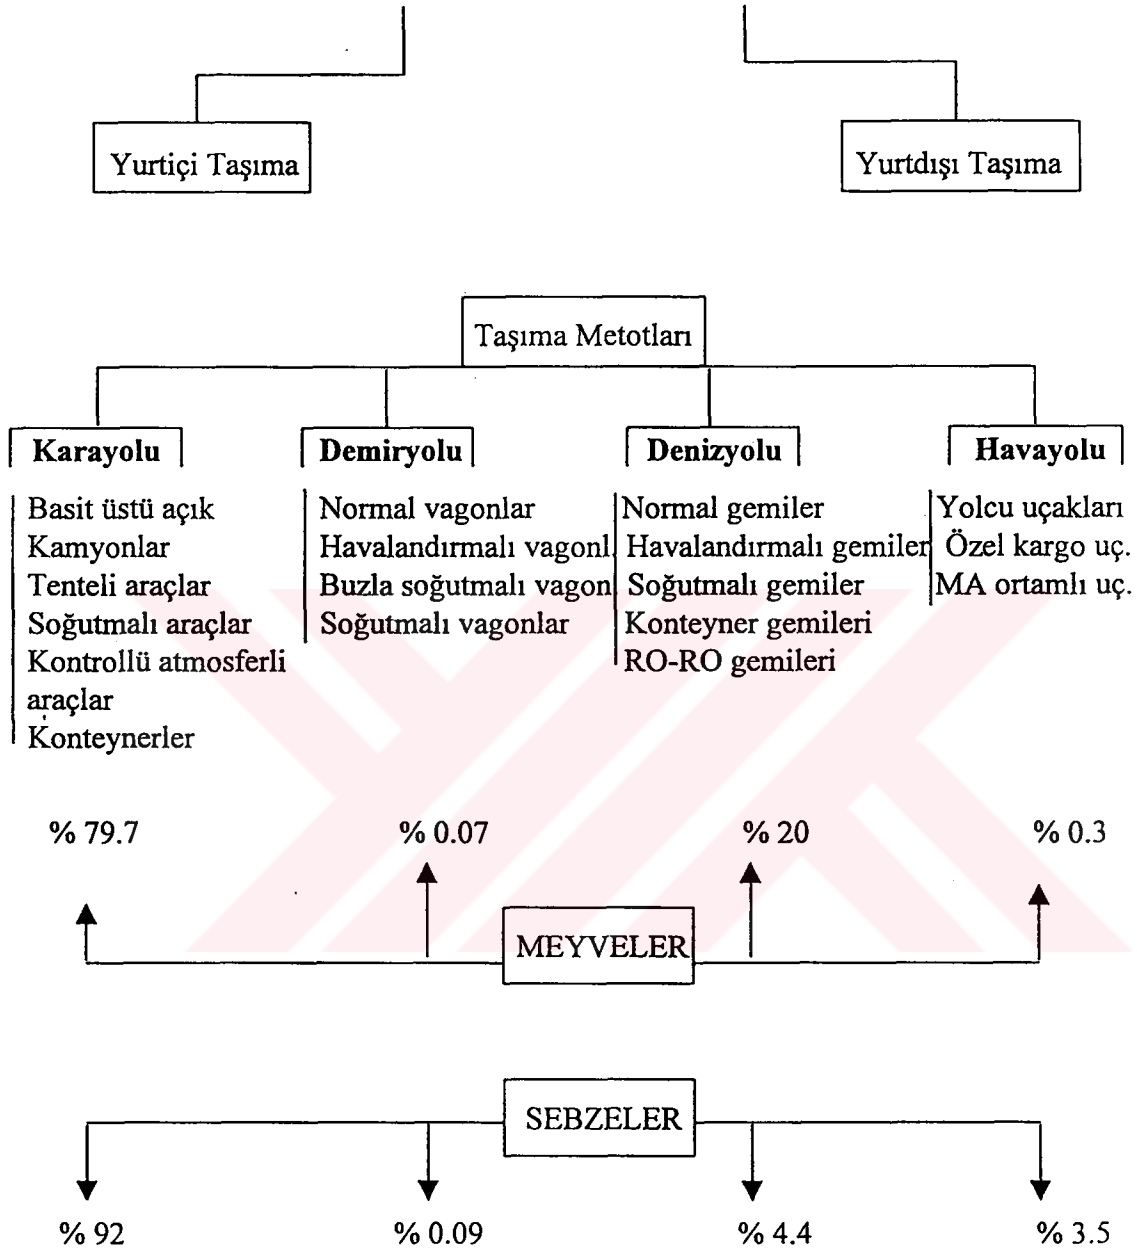 Yurtiçi Taşıma
Yurtdışı Taşıma
Taşıma Metotları
Karayolu
Basit üstü açık
Kamyonlar
Tenteli araçlar
Soğutmalı araçlar
Kontrollü atmosferli
araçlar
Konteynerler
Demiryolu
Normal vagonlar
Havalandırmalı vagonl
Buzla soğutmalı vagon
Soğutmalı vagonlar
Denizyolu
Normal gemiler
Havalandırmalı gemiler
Soğutmalı gemiler
Konteyner gemileri
RO-RO gemileri
Havayolu
Yolcu uçakları
Özel kargo uç.
MA ortamlı uç.
% 79.7
% 0.07
% 20
% 0.3
MEYVELER
SEBZELER
% 92
% 0.09
% 4.4
% 3.5